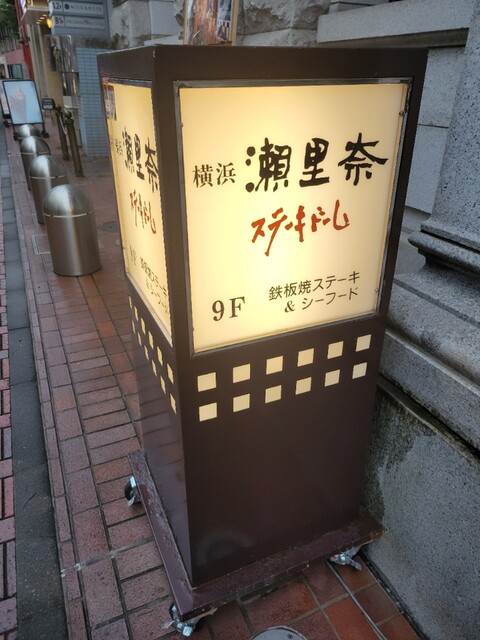 横浜 瀬里奈
ステーキドーム
9F 鉄板焼ステーキ
& シーフード